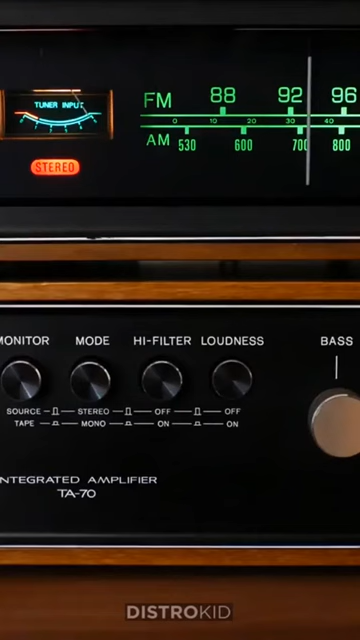 TUNER INPUT
STEREO
FM 88 92 96
0 10 20 30 40
AM 530 600 700 800
MONITOR MODE HI-FILTER LOUDNESS BASS
SOURCE STEREO OFF OFF
TAPE MONO ON ON
INTEGRATED AMPLIFIER
TA-70
DISTROKID